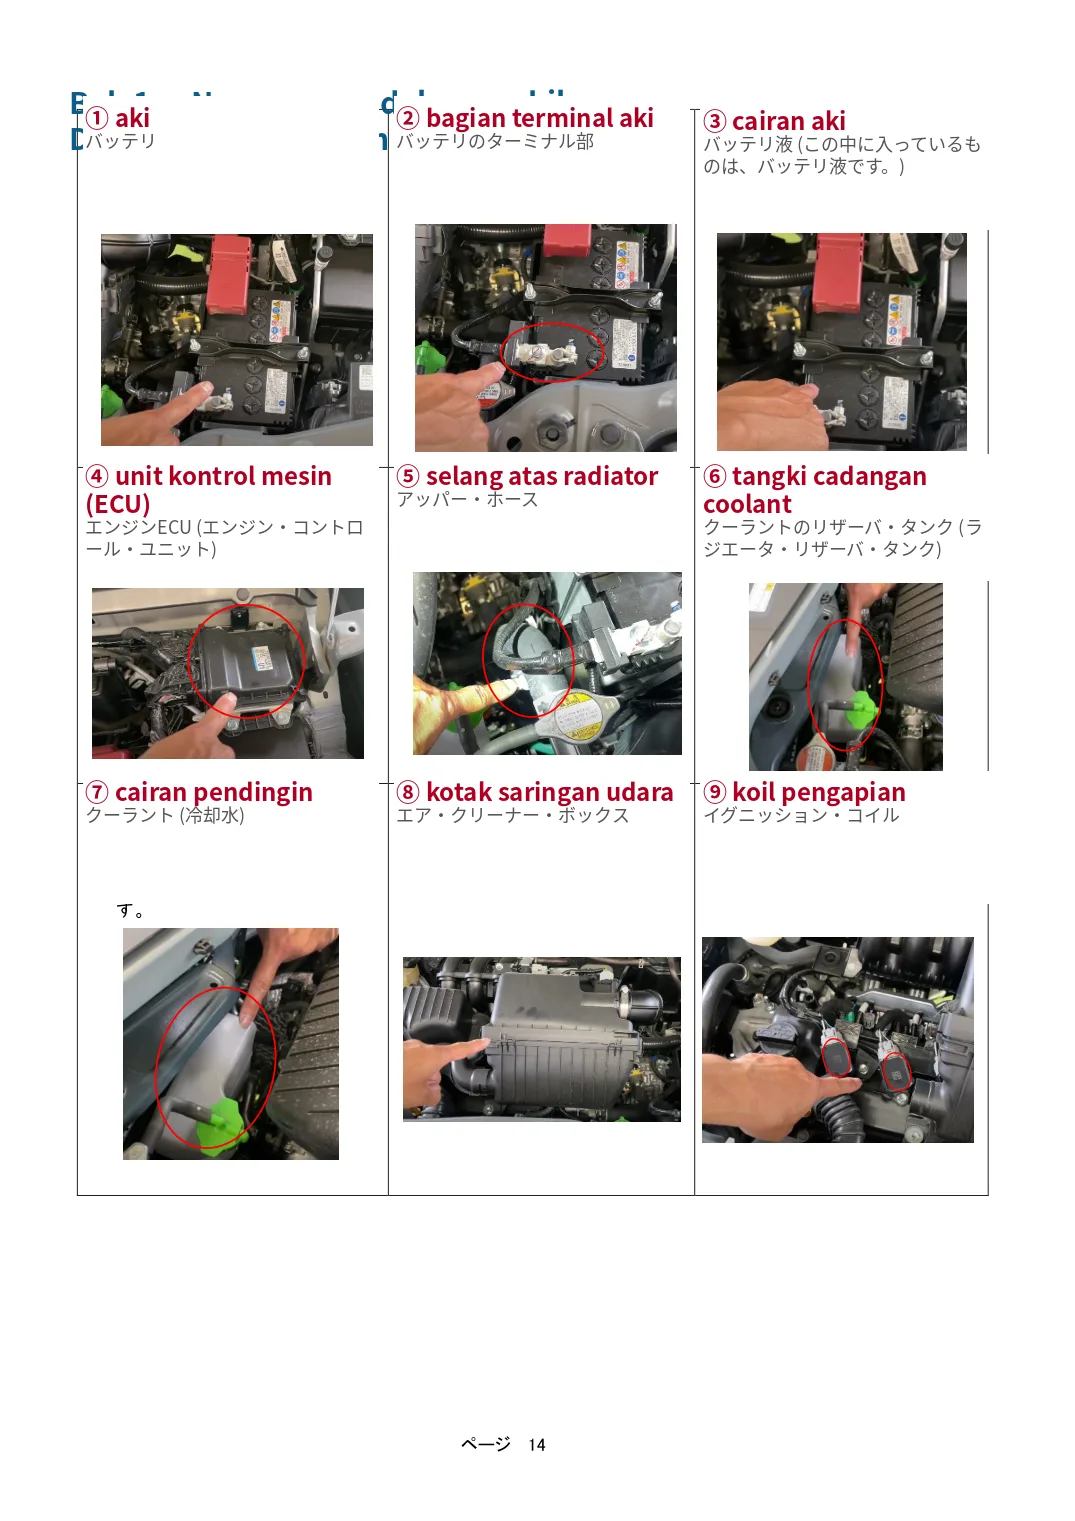 ① aki
バッテリ
② bagian terminal aki
バッテリのターミナル部
③ cairan aki
バッテリ液 (この中に入っているも
のは、バッテリ液です。)
④ unit kontrol mesin
(ECU)
エンジンECU (エンジン・コントロ
ール・ユニット)
⑤ selang atas radiator
アッパー・ホース
⑥ tangki cadangan
coolant
クーラントのリザーバ・タンク (ラ
ジエータ・リザーバ・タンク)
⑦ cairan pendingin
クーラント (冷却水)
す。
⑧ kotak saringan udara
エア・クリーナー・ボックス
⑨ koil pengapian
イグニッション・コイル
ページ 14